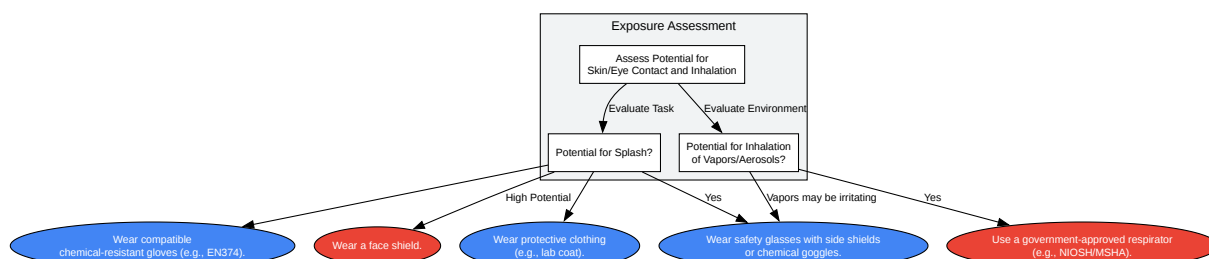 Exposure Assessment
Assess Potential for
Skin/Eye Contact and Inhalation
Evaluate Task
Evaluate Environment
Potential for Splash?
Potential for Inhalation
of Vapors/Aerosols?
High Potential
Yes
Vapors may be irritating
Yes
Wear compatible
chemical-resistant gloves (e.g., EN374).
Wear a face shield.
Wear protective clothing
(e.g., lab coat).
Wear safety glasses with side shields
or chemical goggles.
Use a government-approved respirator
(e.g., NIOSH/MSHA).